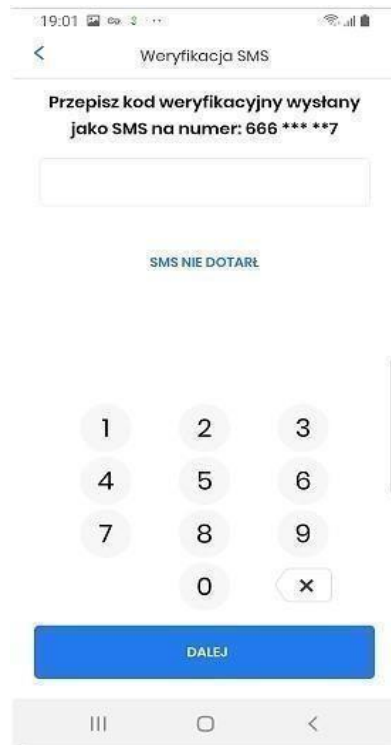 19:01
Weryfikacja SMS
Przepisz kod weryfikacyjny wysłany
jako SMS na numer: 666 *** **7
SMS NIE DOTARŁ
1 2 3
4 5 6
7 8 9
0
DALEJ